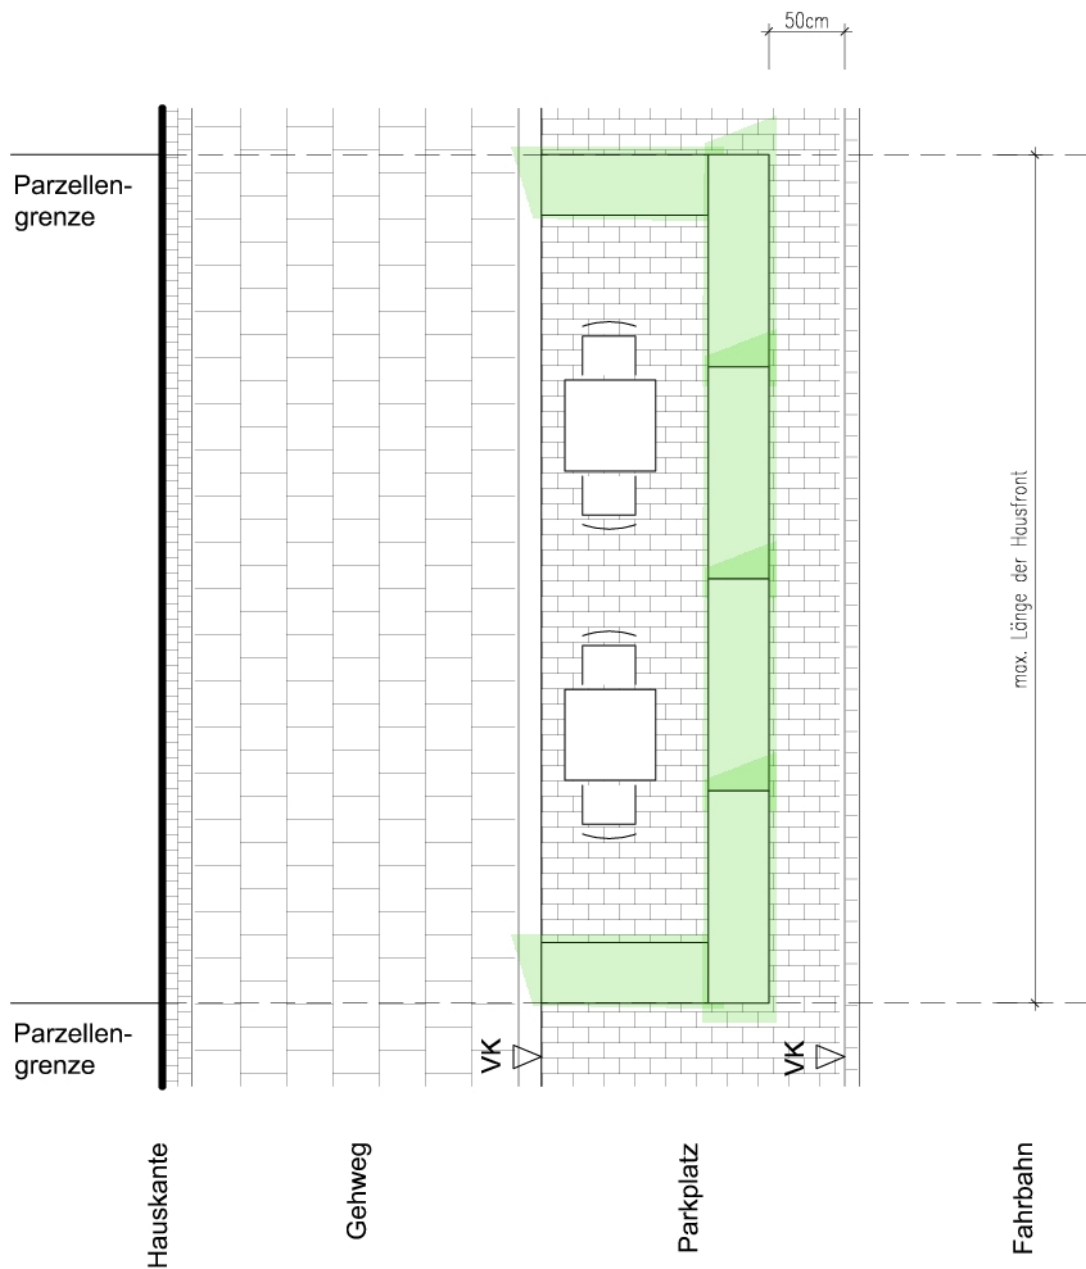 50cm
Parzellen-
grenze
max. Länge der Hausfront
Parzellen-
grenze
VK
VK
Hauskante
Gehweg
Parkplatz
Fahrbahn